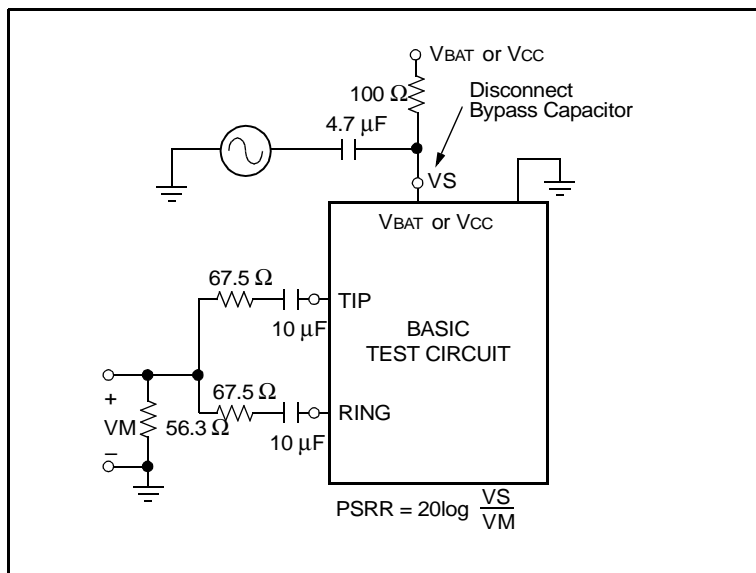 VBAT or VCC
100 Ω
Disconnect
Bypass Capacitor
4.7 µF
VS
VBAT or VCC
67.5 Ω
TIP
10 µF
BASIC
TEST CIRCUIT
67.5 Ω
RING
+
VM
56.3 Ω
10 µF
–
PSRR = 20log VS
VM